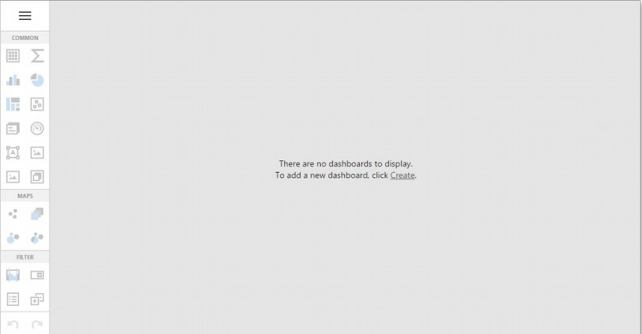 COMMON
There are no dashboards to display.
To add a new dashboard, click Create.
MAPS
FILTER